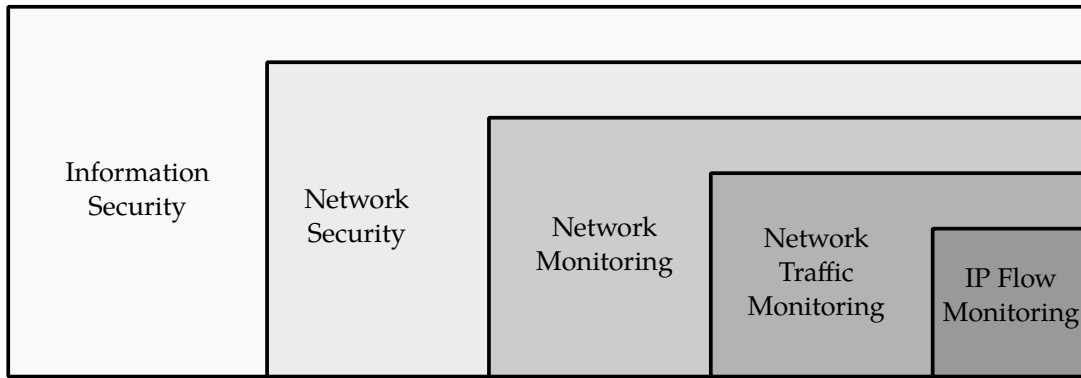 Information
Security
Network
Security
Network
Monitoring
Network
Traffic
Monitoring
IP Flow
Monitoring